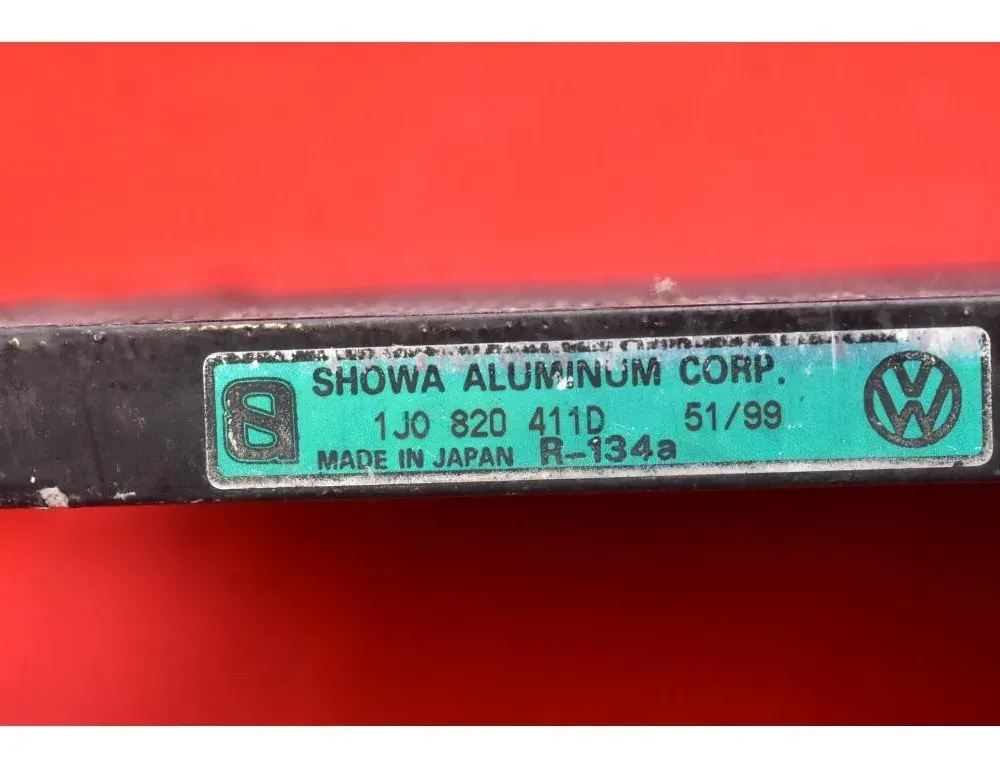 SHOWA ALUMINUM CORP.
1J0 820 411D 51/99
MADE IN JAPAN R-134a